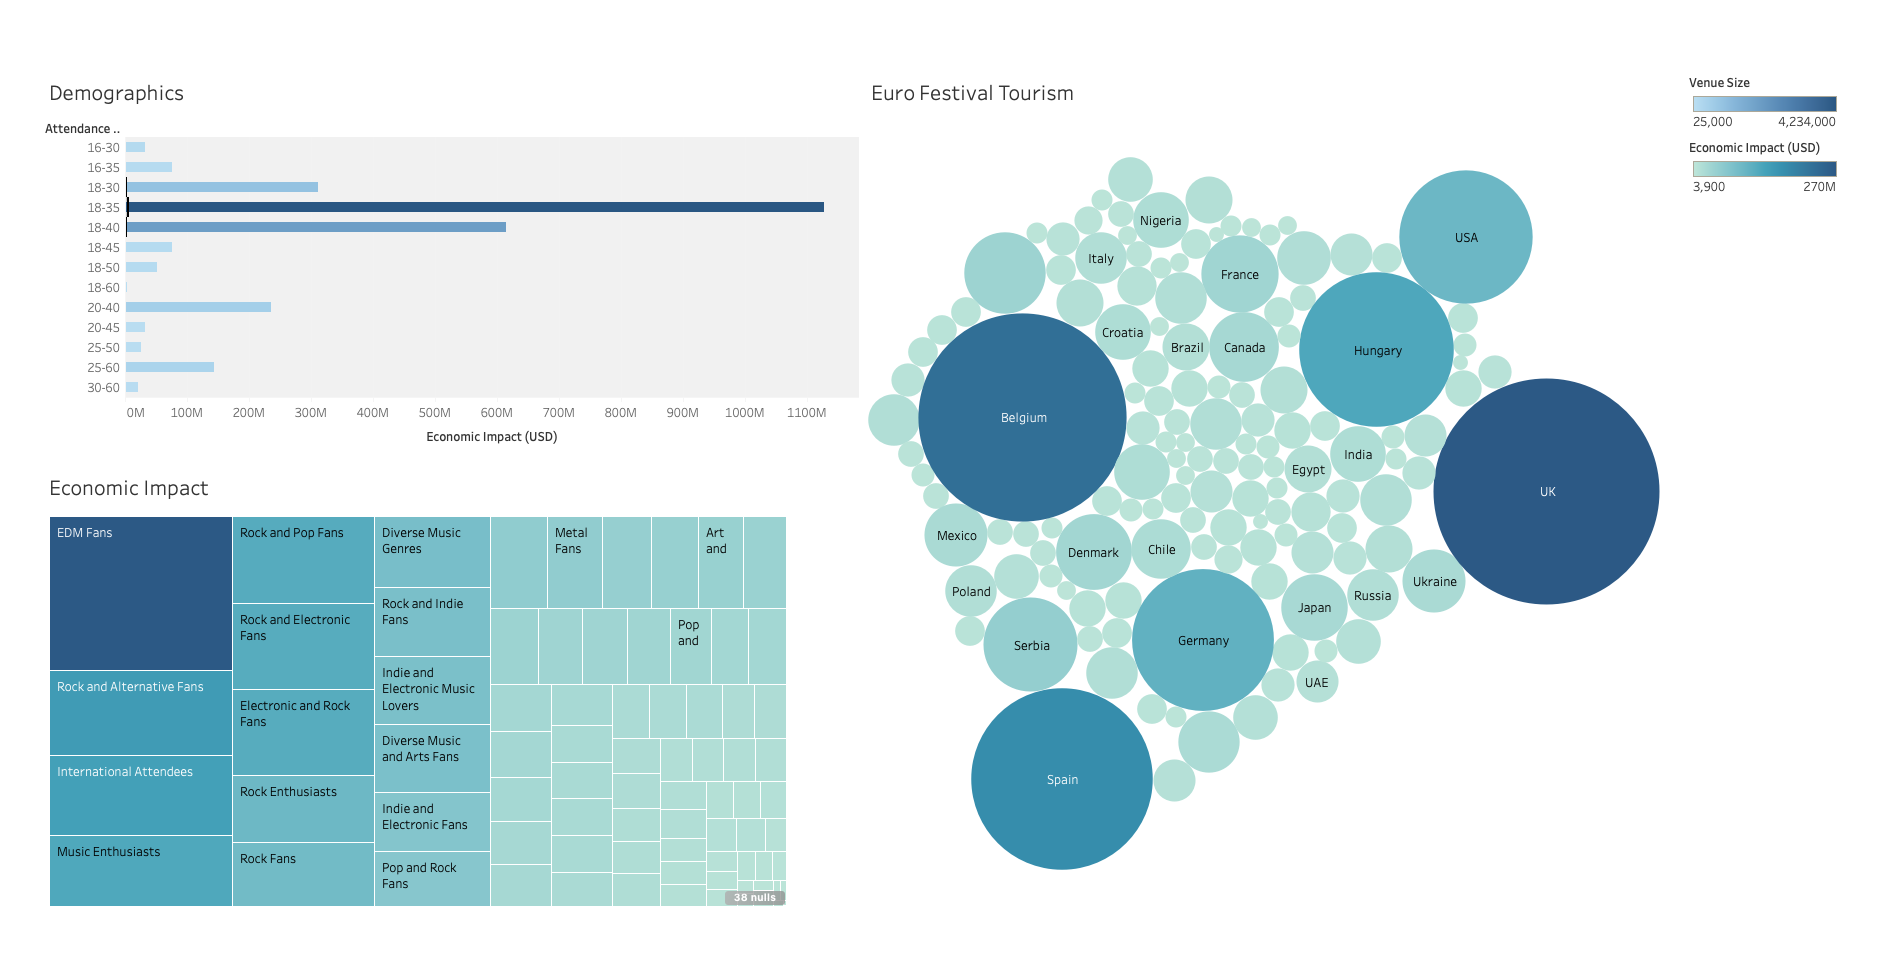 Demographics
Attendance ..
16-30
16-35
18-30
18-35
18-40
18-45
18-50
18-60
20-40
20-45
25-50
25-60
30-60
0M 100M 200M 300M 400M 500M 600M 700M 800M 900M 1000M 1100M
Economic Impact (USD)
Economic Impact
EDM Fans
Rock and Alternative Fans
International Attendees
Music Enthusiasts
Rock and Pop Fans
Rock and Electronic
Fans
Electronic and Rock
Fans
Rock Enthusiasts
Rock Fans
Diverse Music
Genres
Rock and Indie
Fans
Indie and
Electronic Music
Lovers
Diverse Music
and Arts Fans
Indie and
Electronic Fans
Pop and Rock
Fans
Metal
Fans
Art
and
Pop
and
38 nulls
Euro Festival Tourism
Nigeria
USA
Italy
France
Croatia
Brazil
Canada
Hungary
Belgium
India
Egypt
UK
Mexico
Denmark
Chile
Poland
Ukraine
Russia
Japan
Serbia
Germany
UAE
Spain
Venue Size
25,000 4,234,000
Economic Impact (USD)
3,900 270M